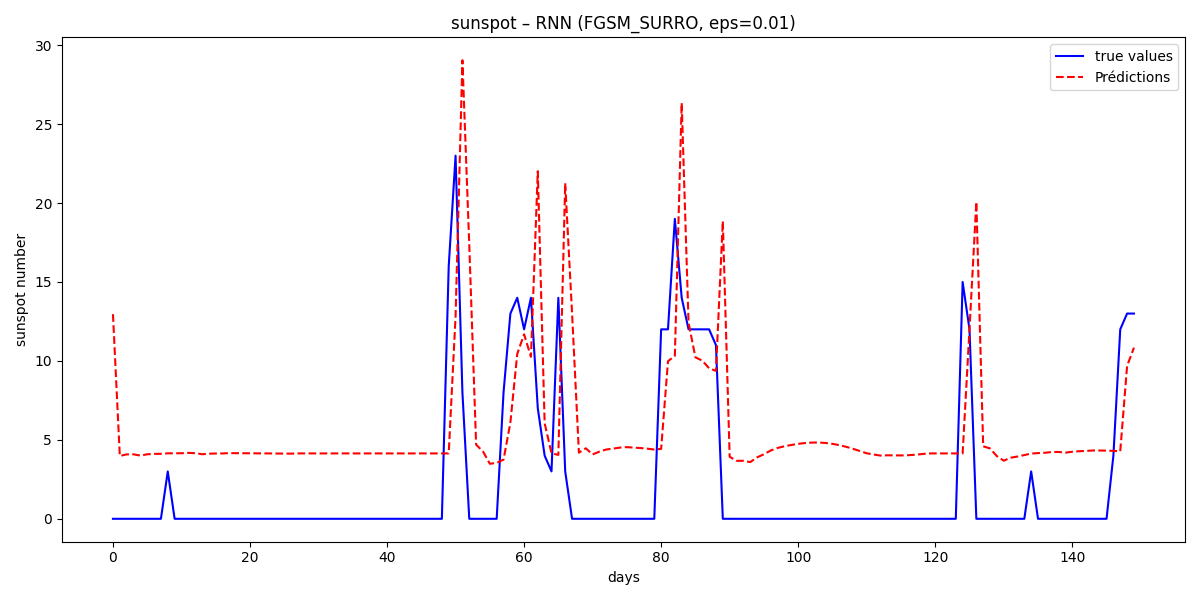 sunspot – RNN (FGSM_SURRO, eps=0.01)
true values
Prédictions
sunspot number
30
25
20
15
10
5
0
0 20 40 60 80 100 120 140
days